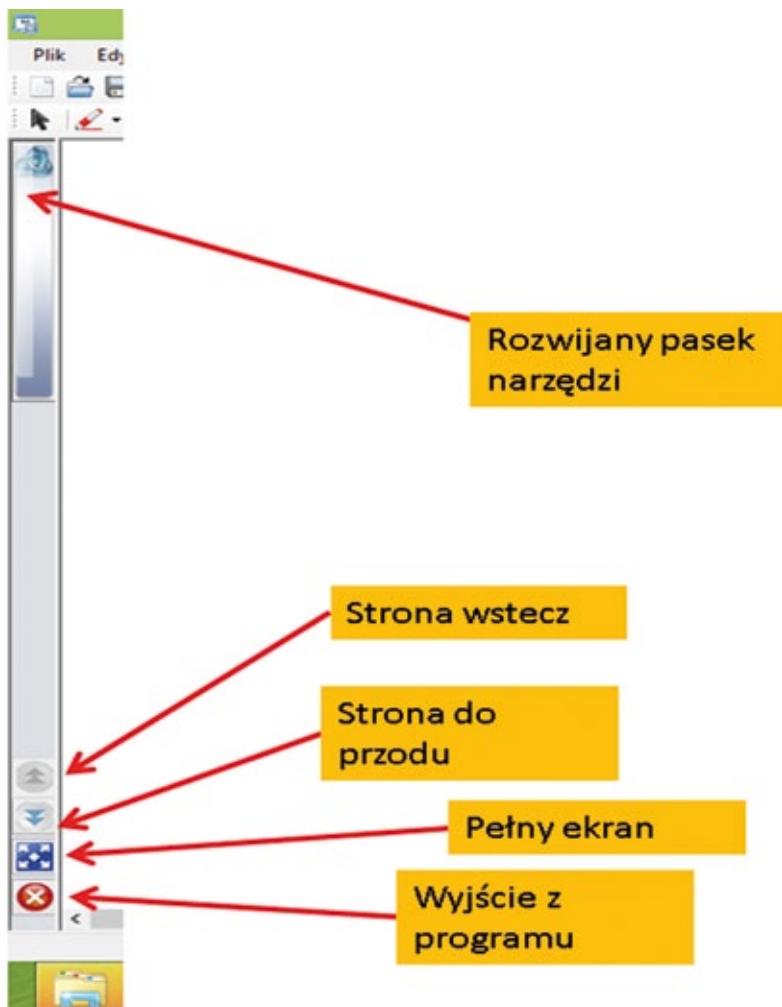 Plik Edy
Rozwijany pasek
narzędzi
Strona wstecz
Strona do
przodu
Pełny ekran
Wyjście z
programu